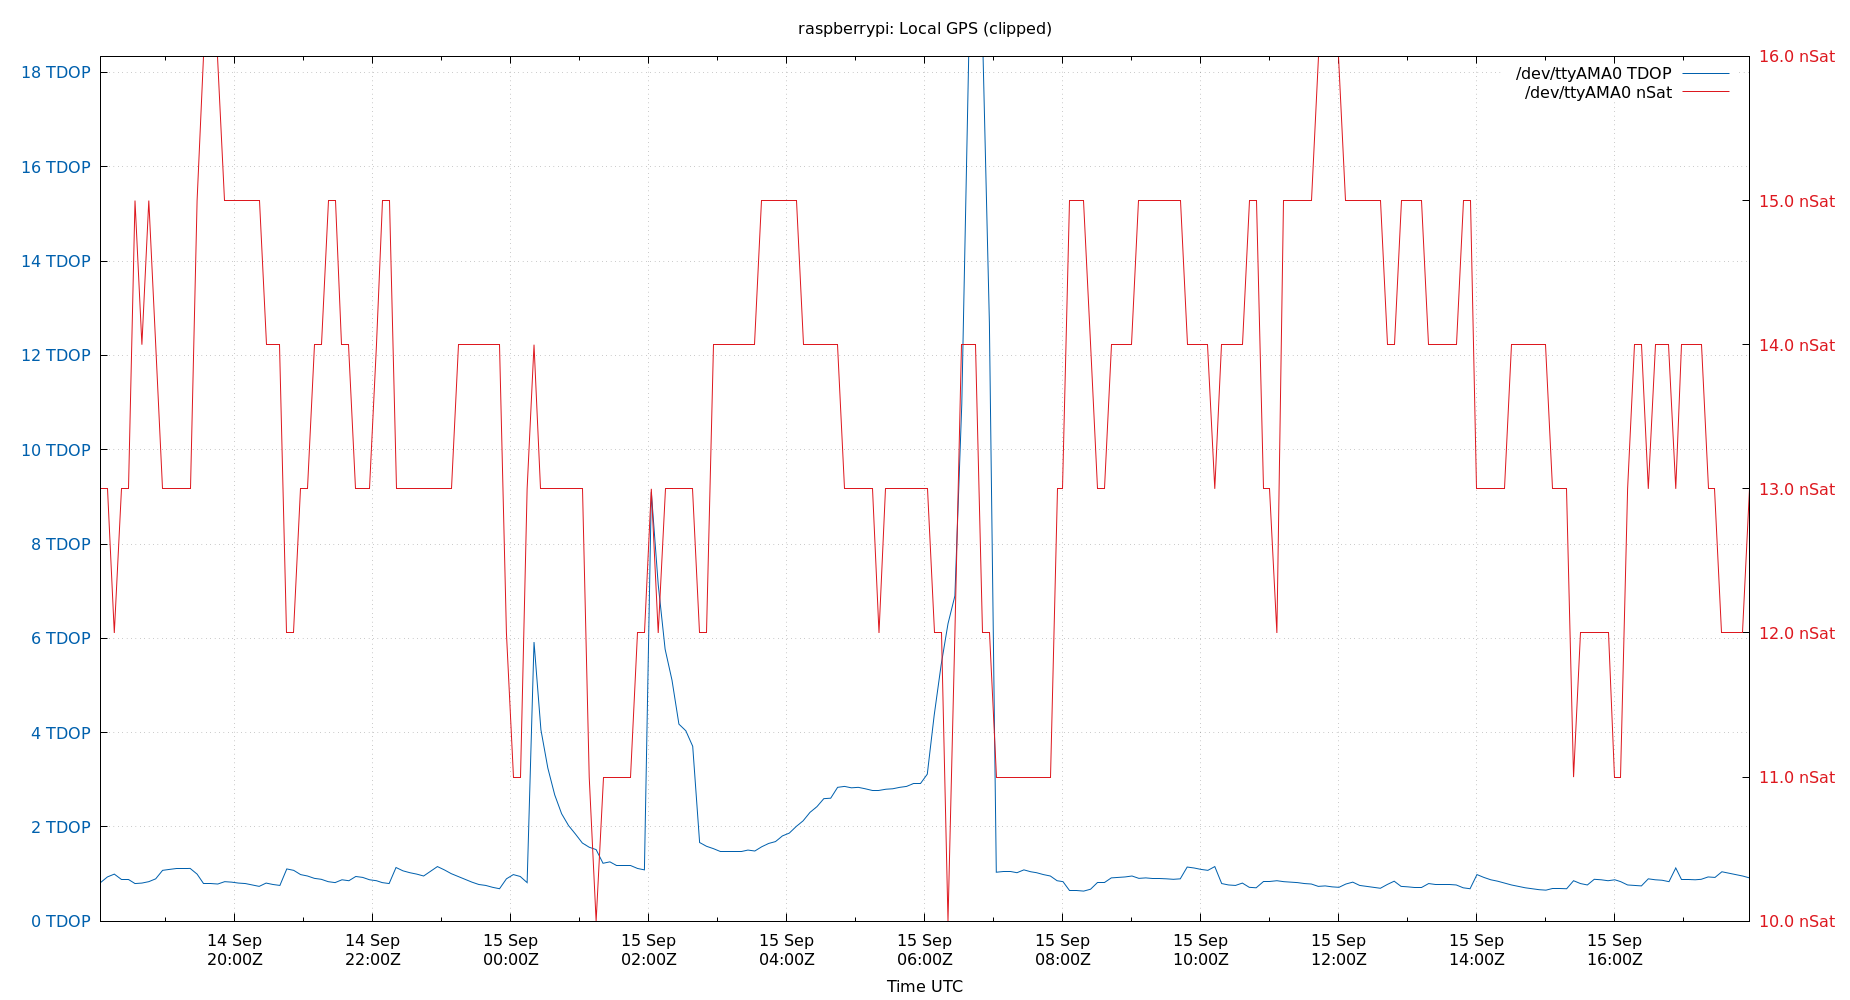 raspberrypi: Local GPS (clipped)
18 TDOP
16 TDOP
14 TDOP
12 TDOP
10 TDOP
8 TDOP
6 TDOP
4 TDOP
2 TDOP
0 TDOP
/dev/ttyAMA0 TDOP
/dev/ttyAMA0 nSat
16.0 nSat
15.0 nSat
14.0 nSat
13.0 nSat
12.0 nSat
11.0 nSat
10.0 nSat
14 Sep
20:00Z
14 Sep
22:00Z
15 Sep
00:00Z
15 Sep
02:00Z
15 Sep
04:00Z
15 Sep
06:00Z
15 Sep
08:00Z
15 Sep
10:00Z
15 Sep
12:00Z
15 Sep
14:00Z
15 Sep
16:00Z
Time UTC